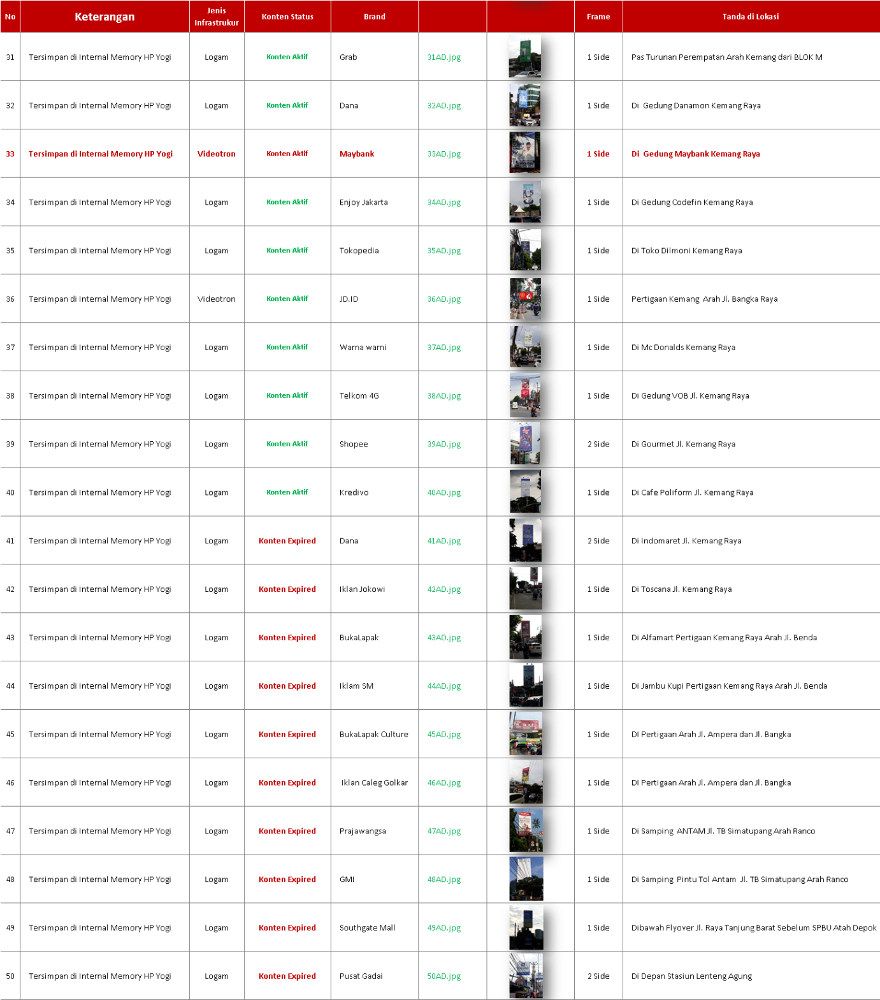 No Keterangan Jenis Infrastrukur Konten Status Brand Frame Tanda di Lokasi
31 Tersimpan di Internal Memory HP Yogi Logam Konten Aktif Grab 31AD.jpg 1 Side Pas Turunan Perempatan Arah Kemang dari BLOK M
32 Tersimpan di Internal Memory HP Yogi Logam Konten Aktif Dana 32AD.jpg 1 Side Di Gedung Danamon Kemang Raya
33 Tersimpan di Internal Memory HP Yogi Videotron Konten Aktif Maybank 33AD.jpg 1 Side Di Gedung Maybank Kemang Raya
34 Tersimpan di Internal Memory HP Yogi Logam Konten Aktif Enjoy Jakarta 34AD.jpg 1 Side Di Gedung Codefin Kemang Raya
35 Tersimpan di Internal Memory HP Yogi Logam Konten Aktif Tokopedia 35AD.jpg 1 Side Di Toko Dilmoni Kemang Raya
36 Tersimpan di Internal Memory HP Yogi Videotron Konten Aktif JD.ID 36AD.jpg 1 Side Pertigaan Kemang Arah Jl. Bangka Raya
37 Tersimpan di Internal Memory HP Yogi Logam Konten Aktif Warna warni 37AD.jpg 1 Side Di Mc Donalds Kemang Raya
38 Tersimpan di Internal Memory HP Yogi Logam Konten Aktif Telkom 4G 38AD.jpg 1 Side Di Gedung VOB Jl. Kemang Raya
39 Tersimpan di Internal Memory HP Yogi Logam Konten Aktif Shopee 39AD.jpg 2 Side Di Gourmet Jl. Kemang Raya
40 Tersimpan di Internal Memory HP Yogi Logam Konten Aktif Kredivo 40AD.jpg 1 Side Di Cafe Poliform Jl. Kemang Raya
41 Tersimpan di Internal Memory HP Yogi Logam Konten Expired Dana 41AD.jpg 2 Side Di Indomaret Jl. Kemang Raya
42 Tersimpan di Internal Memory HP Yogi Logam Konten Expired Iklan Jokowi 42AD.jpg 1 Side Di Toscana Jl. Kemang Raya
43 Tersimpan di Internal Memory HP Yogi Logam Konten Expired BukaLapak 43AD.jpg 1 Side Di Alfamart Pertigaan Kemang Raya Arah Jl. Benda
44 Tersimpan di Internal Memory HP Yogi Logam Konten Expired Iklam SM 44AD.jpg 1 Side Di Jambu Kupi Pertigaan Kemang Raya Arah Jl. Benda
45 Tersimpan di Internal Memory HP Yogi Logam Konten Expired BukaLapak Culture 45AD.jpg 1 Side DI Pertigaan Arah Jl. Ampera dan Jl. Bangka
46 Tersimpan di Internal Memory HP Yogi Logam Konten Expired Iklan Caleg Golkar 46AD.jpg 1 Side DI Pertigaan Arah Jl. Ampera dan Jl. Bangka
47 Tersimpan di Internal Memory HP Yogi Logam Konten Expired Prajawangsa 47AD.jpg 1 Side Di Samping ANTAM Jl. TB Simatupang Arah Ranco
48 Tersimpan di Internal Memory HP Yogi Logam Konten Expired GMI 48AD.jpg 1 Side Di Samping Pintu Tol Antam Jl. TB Simatupang Arah Ranco
49 Tersimpan di Internal Memory HP Yogi Logam Konten Expired Southgate Mall 49AD.jpg 1 Side Dibawah Flyover Jl. Raya Tanjung Barat Sebelum SPBU Atah Depok
50 Tersimpan di Internal Memory HP Yogi Logam Konten Expired Pusat Gadai 50AD.jpg 2 Side Di Depan Stasiun Lenteng Agung